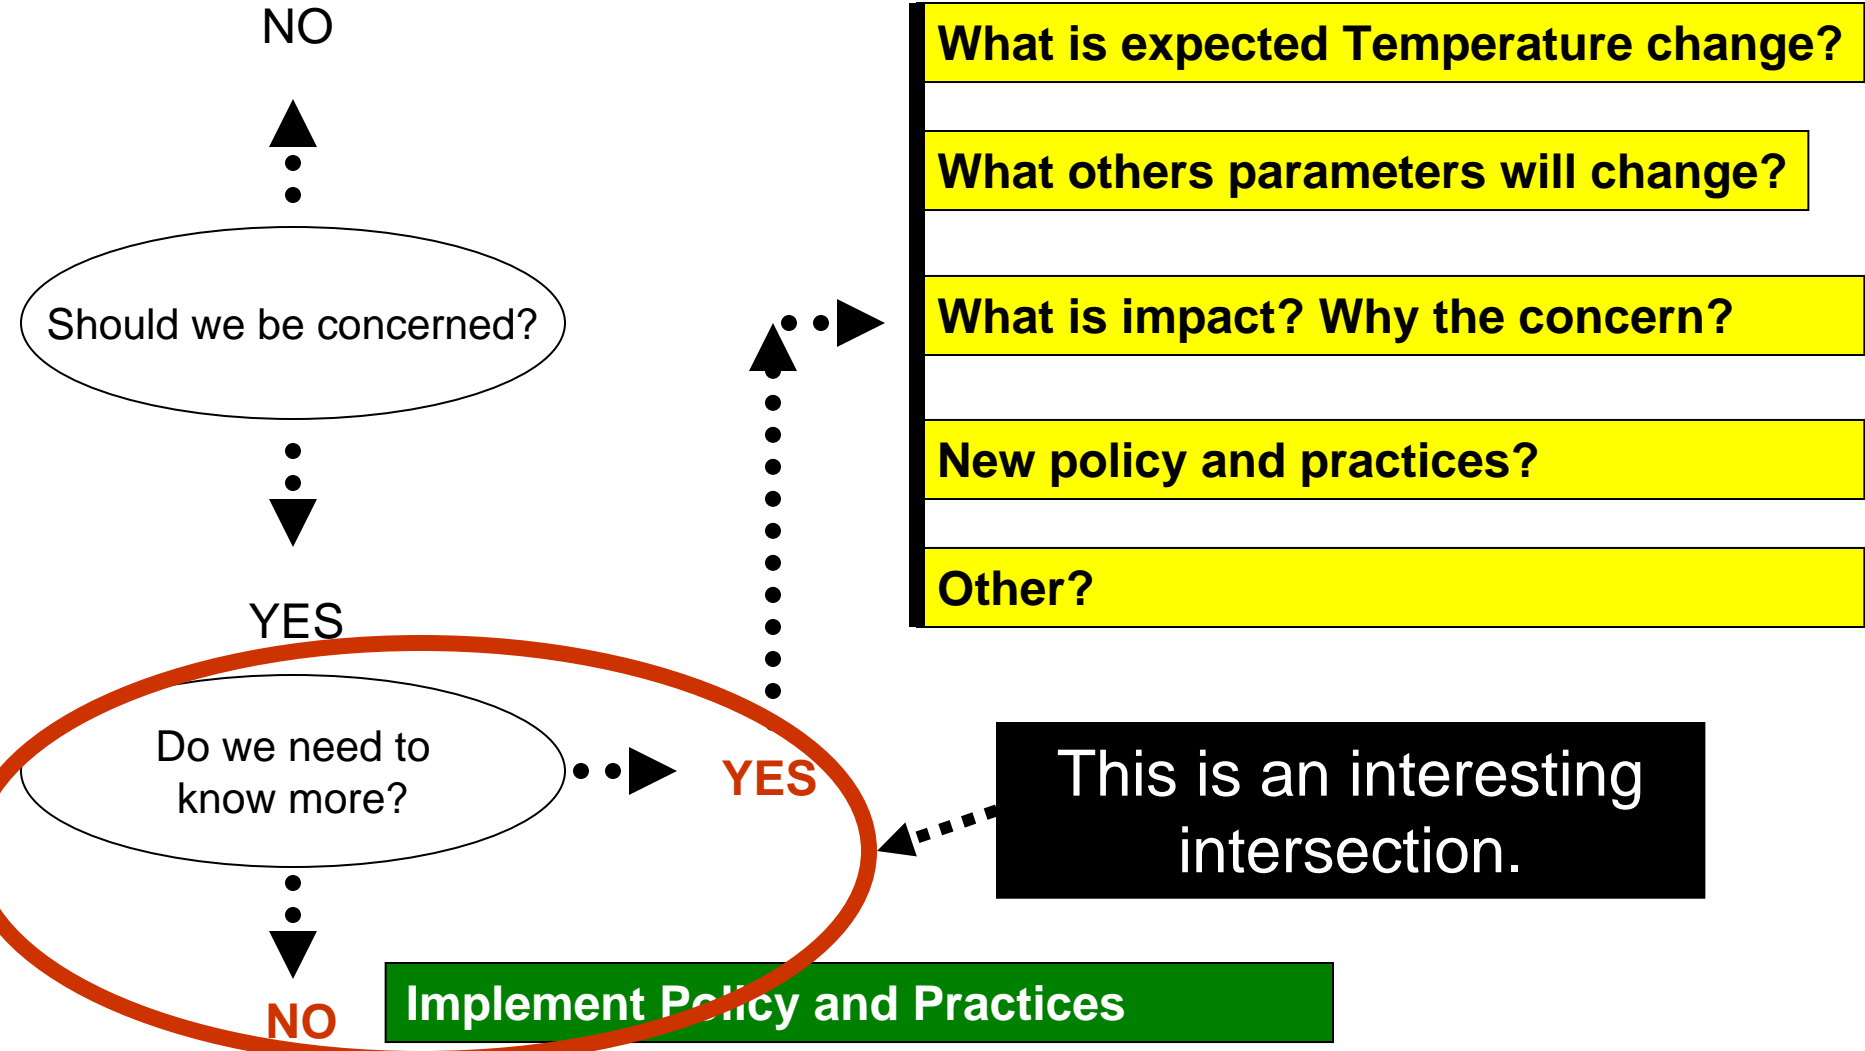 NO
Should we be concerned?
YES
Do we need to
know more?
YES
NO
Implement Policy and Practices
What is expected Temperature change?
What others parameters will change?
What is impact? Why the concern?
New policy and practices?
Other?
This is an interesting
intersection.